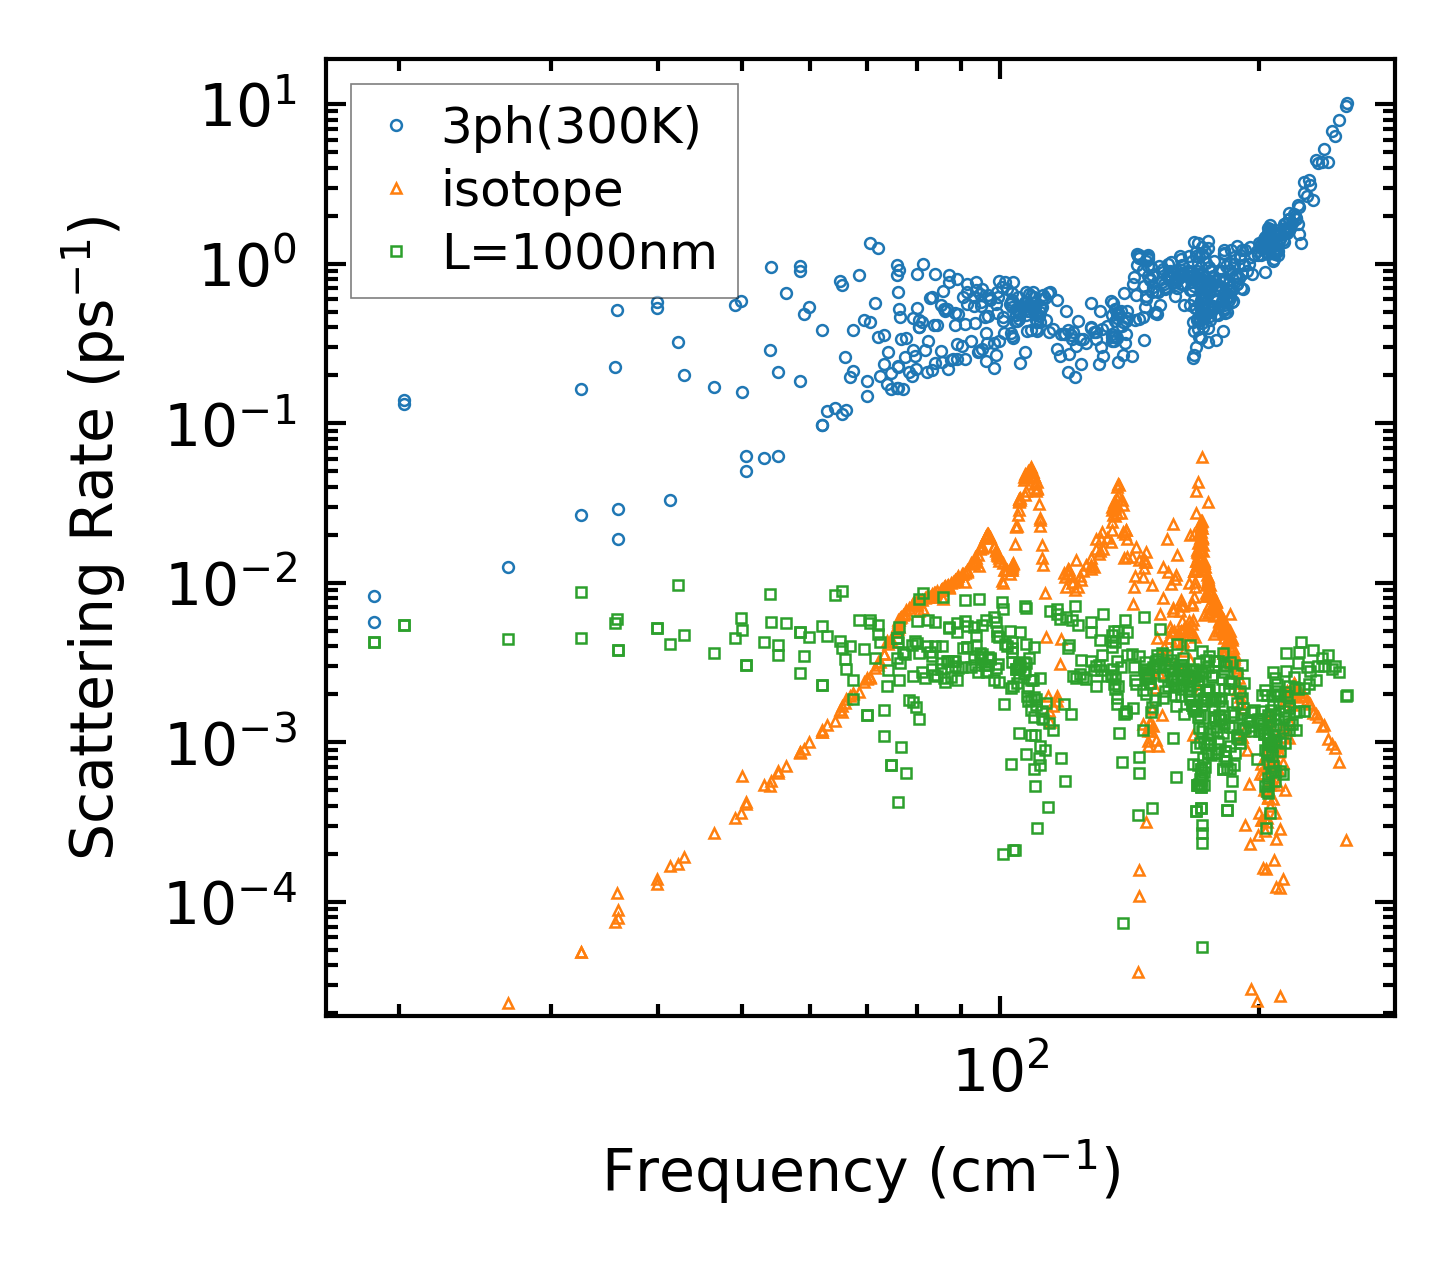 3ph(300K)
isotope
L=1000nm
10¹
10⁰
10⁻¹
10⁻²
10⁻³
10⁻⁴
Scattering Rate (ps⁻¹)
10²
Frequency (cm⁻¹)